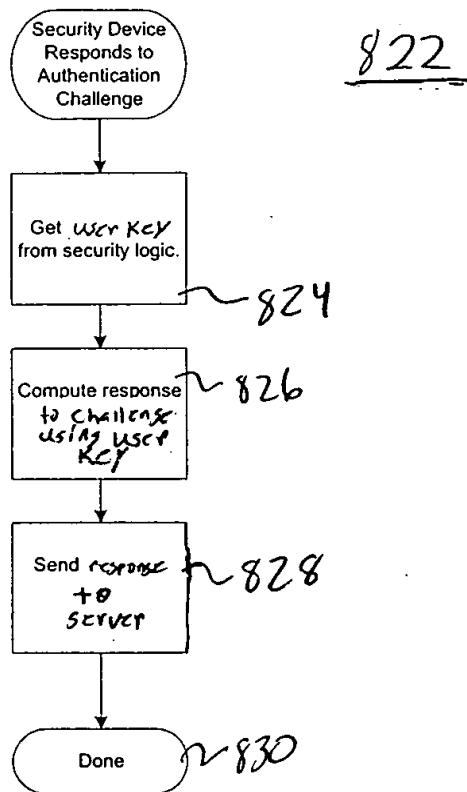 Security Device
Responds to
Authentication
Challenge
822
Get user Key
from security logic.
824
Compute response
to challenge
using user
Key
826
Send response
to
server
828
Done
830